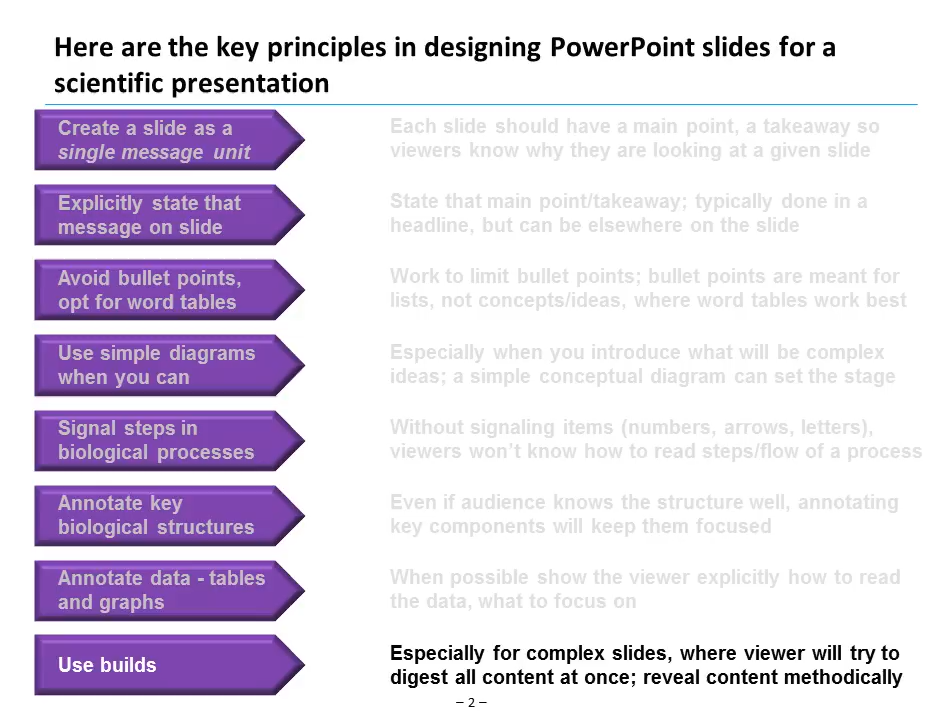 Here are the key principles in designing PowerPoint slides for a
scientific presentation
Create a slide as a
single message unit
Each slide should have a main point, a takeaway so
viewers know why they are looking at a given slide
Explicitly state that
message on slide
State that main point/takeaway; typically done in a
headline, but can be elsewhere on the slide
Avoid bullet points,
opt for word tables
Work to limit bullet points; bullet points are meant for
lists, not concepts/ideas, where word tables work best
Use simple diagrams
when you can
Especially when you introduce what will be complex
ideas; a simple conceptual diagram can set the stage
Signal steps in
biological processes
Without signaling items (numbers, arrows, letters),
viewers won’t know how to read steps/flow of a process
Annotate key
biological structures
Even if audience knows the structure well, annotating
key components will keep them focused
Annotate data - tables
and graphs
When possible show the viewer explicitly how to read
the data, what to focus on
Use builds
Especially for complex slides, where viewer will try to
digest all content at once; reveal content methodically
– 2 –